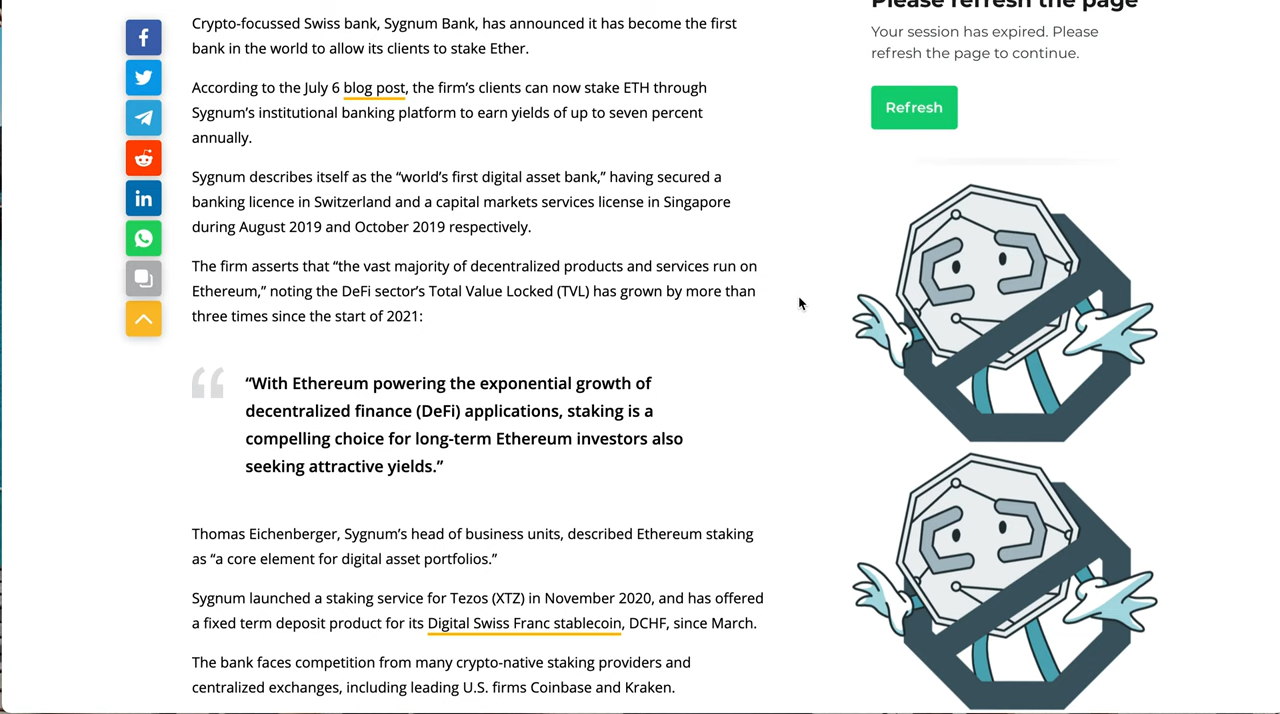 Crypto-focussed Swiss bank, Sygnum Bank, has announced it has become the first
bank in the world to allow its clients to stake Ether.
According to the July 6 blog post, the firm’s clients can now stake ETH through
Sygnum’s institutional banking platform to earn yields of up to seven percent
annually.
Sygnum describes itself as the “world’s first digital asset bank,” having secured a
banking licence in Switzerland and a capital markets services license in Singapore
during August 2019 and October 2019 respectively.
The firm asserts that “the vast majority of decentralized products and services run on
Ethereum,” noting the DeFi sector’s Total Value Locked (TVL) has grown by more than
three times since the start of 2021:
“With Ethereum powering the exponential growth of
decentralized finance (DeFi) applications, staking is a
compelling choice for long-term Ethereum investors also
seeking attractive yields.”
Thomas Eichenberger, Sygnum’s head of business units, described Ethereum staking
as “a core element for digital asset portfolios.”
Sygnum launched a staking service for Tezos (XTZ) in November 2020, and has offered
a fixed term deposit product for its Digital Swiss Franc stablecoin, DCHF, since March.
The bank faces competition from many crypto-native staking providers and
centralized exchanges, including leading U.S. firms Coinbase and Kraken.
Please refresh the page
Your session has expired. Please
refresh the page to continue.
Refresh